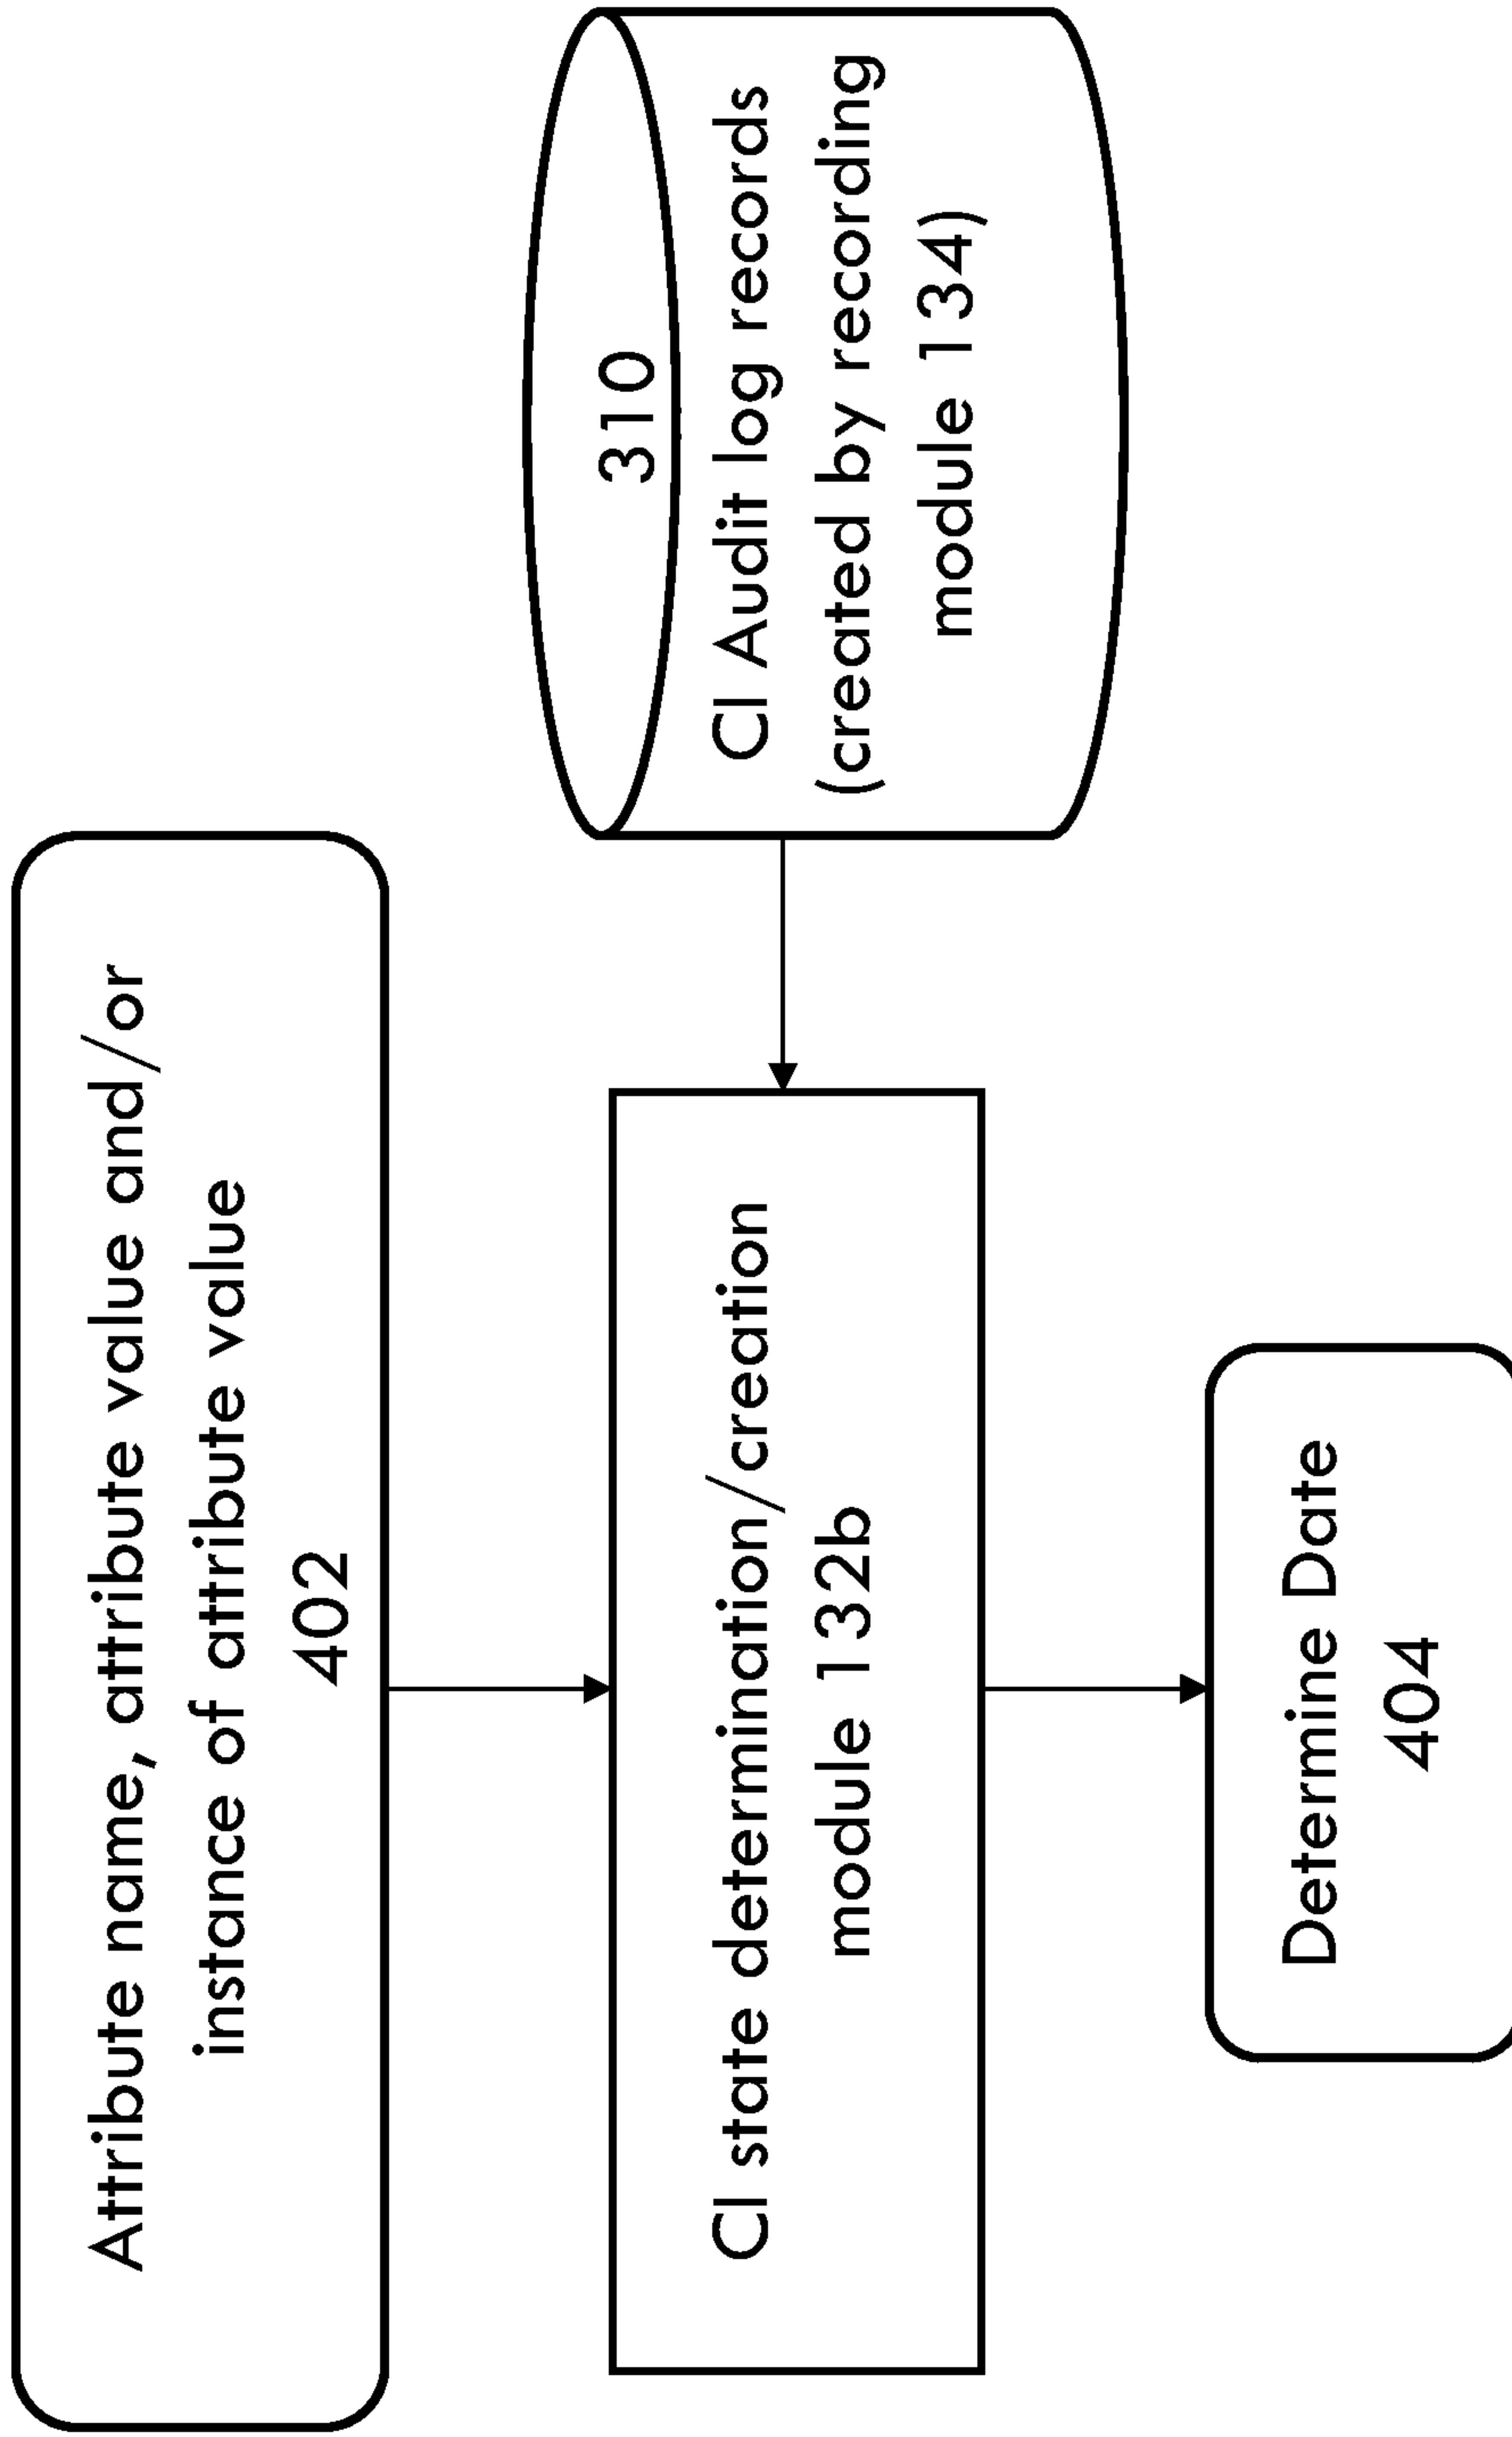 Attribute name, attribute value and/or
instance of attribute value
402
310
CI Audit log records
(created by recording
module 134)
CI state determination/creation
module 132b
Determine Date
404